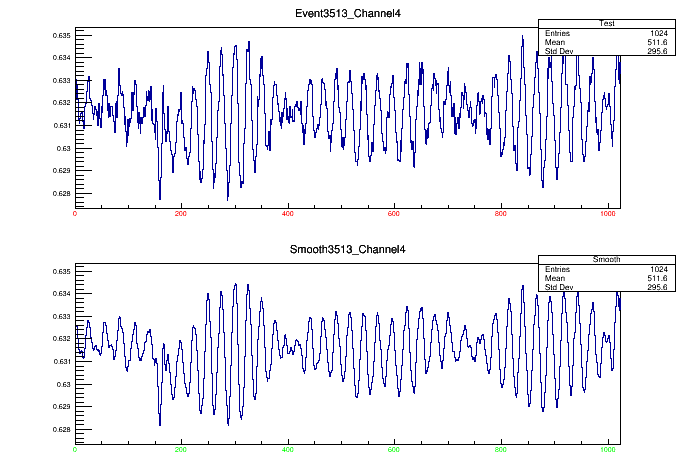 Event3513_Channel4
Test
Entries 1024
Mean 511.6
Std Dev 295.6
0.635
0.634
0.633
0.632
0.631
0.63
0.629
0.628
0 200 400 600 800 1000
Smooth3513_Channel4
Smooth
Entries 1024
Mean 511.6
Std Dev 295.6
0.635
0.634
0.633
0.632
0.631
0.63
0.629
0.628
0 200 400 600 800 1000